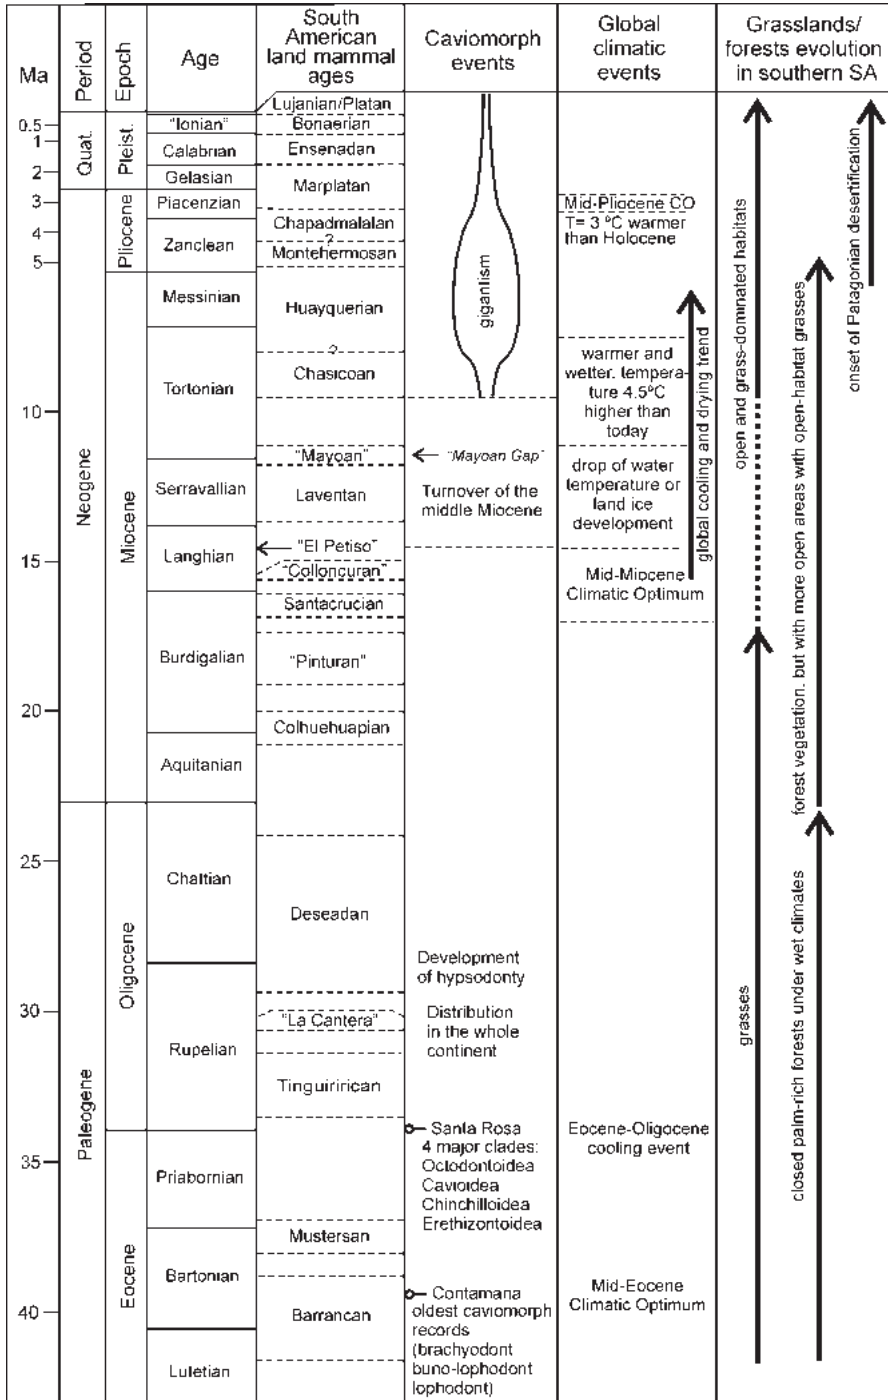 Ma
Period
Epoch
Age
South
American
land mammal
ages
Caviomorph
events
Global
climatic
events
Grasslands/
forests evolution
in southern SA
0.5
1
2
3
4
5
10
15
20
25
30
35
40
Quat.
Neogene
Paleogene
Pleist.
Pliocene
Miocene
Oligocene
Eocene
"Ionian"
Calabrian
Gelasian
Piacenzian
Zanclean
Messinian
Tortonian
Serravallian
Langhian
Burdigalian
Aquitanian
Chaltian
Rupelian
Priabornian
Bartonian
Luletian
Lujanian/Platan
Bonaerian
Ensenadan
Marplatan
Chapadmalalan
?
Montehermosan
Huayquerian
?
Chasicoan
"Mayoan"
Laventan
"El Petiso"
"Colloncuran"
Santacrucian
"Pinturan"
Colhuehuapian
Deseadan
"La Cantera"
Tinguirirican
Mustersan
Barrancan
gigantism
"Mayoan Gap"
Turnover of the
middle Miocene
Development
of hypsodonty
Distribution
in the whole
continent
Santa Rosa
4 major clades:
Octodontoidea
Cavioidea
Chinchilloidea
Erethizontoidea
Contamana
oldest caviomorph
records
(brachyodont
buno-lophodont
lophodont)
Mid-Pliocene CO
T= 3 ºC warmer
than Holocene
warmer and
wetter. tempera-
ture 4.5ºC
higher than
today
drop of water
temperature or
land ice
development
Mid-Miocene
Climatic Optimum
Eocene-Oligocene
cooling event
Mid-Eocene
Climatic Optimum
global cooling and drying trend
open and grass-dominated habitats
grasses
forest vegetation. but with more open areas with open-habitat grasses
closed palm-rich forests under wet climates
onset of Patagonian desertification